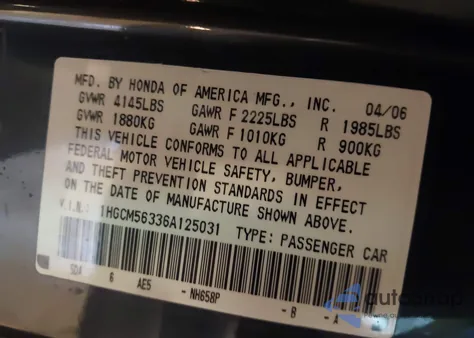 MFD. BY HONDA OF AMERICA MFG., INC. 04/06
GVWR 4145LBS GAWR F 2225LBS R 1985LBS
GVWR 1880KG GAWR F 1010KG R 900KG
THIS VEHICLE CONFORMS TO ALL APPLICABLE
FEDERAL MOTOR VEHICLE SAFETY, BUMPER,
AND THEFT PREVENTION STANDARDS IN EFFECT
ON THE DATE OF MANUFACTURE SHOWN ABOVE.
V.I.N.: 1HGCM56336A125031 TYPE: PASSENGER CAR
SDA 6 AE5 -NH658P -B -A